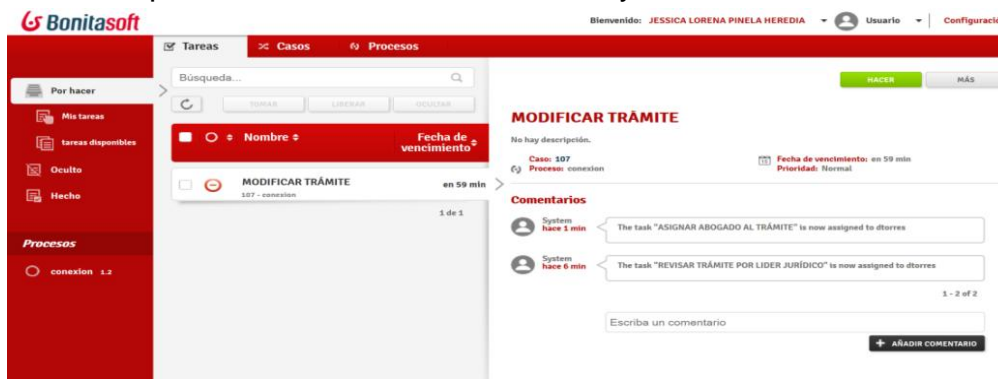 Bonitasoft
Bienvenido: JESSICA LORENA PINELA HEREDIA
Usuario
Configuració
Tareas
Casos
Procesos
Por hacer
Mis tareas
tareas disponibles
Oculto
Hecho
Procesos
conexion 1.2
Búsqueda...
TOMAR LIBERAR OCULTAR
Nombre
Fecha de
vencimiento
MODIFICAR TRÁMITE
en 59 min
107 - conexion
1 de 1
HACER
MÁS
MODIFICAR TRÀMITE
No hay descripción.
Caso: 107
Proceso: conexion
Fecha de vencimiento: en 59 min
Prioridad: Normal
Comentarios
System
hace 1 min
The task "ASIGNAR ABOGADO AL TRÁMITE" is now assigned to dtorres
System
hace 6 min
The task "REVISAR TRÁMITE POR LIDER JURÍDICO" is now assigned to dtorres
1 - 2 of 2
Escriba un comentario
+ AÑADIR COMENTARIO